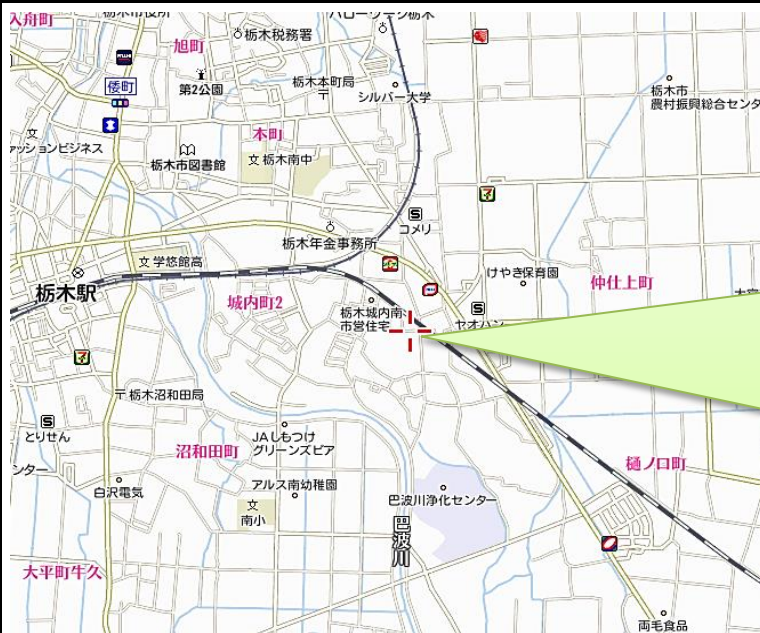 入舟町
栃木市役所
ハローワーク栃木
旭町
栃木税務署
倭町
第2公園
栃木本町局
シルバー大学
栃木市
農村振興総合センタ
本町
ァッションビジネス
栃木市図書館
文 栃木南中
コメリ
栃木年金事務所
文 学悠館高
けやき保育園
仲仕上町
栃木駅
城内町2
栃木城内南
市営住宅
ヤオハン
栃木沼和田局
とりせん
JAしもつけ
グリーンズピア
沼和田町
樋ノ口町
ンター
白沢電気
アルス南幼稚園
巴波川浄化センター
文
南小
巴波川
大平町牛久
両毛食品